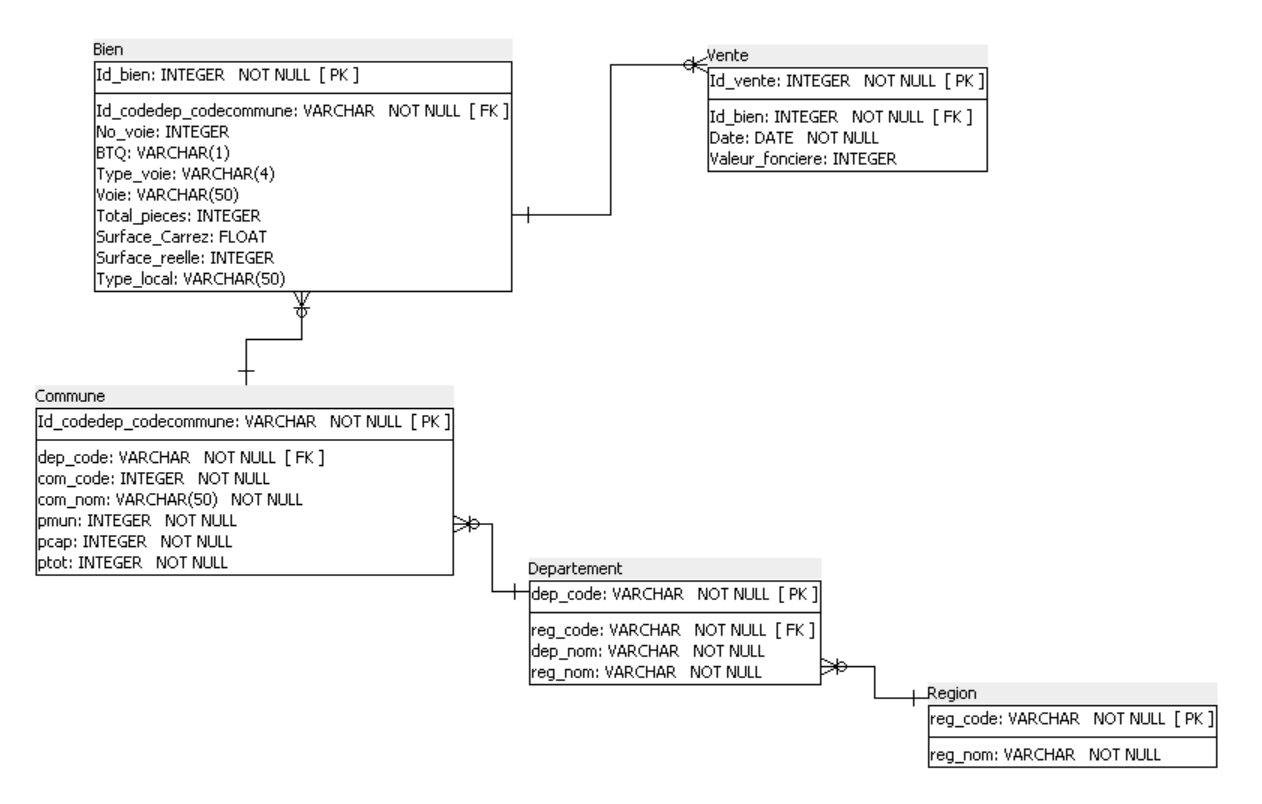 Bien
Id_bien: INTEGER NOT NULL [ PK ]
Id_codedep_codecommune: VARCHAR NOT NULL [ FK ]
No_voie: INTEGER
BTQ: VARCHAR(1)
Type_voie: VARCHAR(4)
Voie: VARCHAR(50)
Total_pieces: INTEGER
Surface_Carrez: FLOAT
Surface_reelle: INTEGER
Type_local: VARCHAR(50)
Vente
Id_vente: INTEGER NOT NULL [ PK ]
Id_bien: INTEGER NOT NULL [ FK ]
Date: DATE NOT NULL
Valeur_fonciere: INTEGER
Commune
Id_codedep_codecommune: VARCHAR NOT NULL [ PK ]
dep_code: VARCHAR NOT NULL [ FK ]
com_code: INTEGER NOT NULL
com_nom: VARCHAR(50) NOT NULL
pmun: INTEGER NOT NULL
pcap: INTEGER NOT NULL
ptot: INTEGER NOT NULL
Departement
dep_code: VARCHAR NOT NULL [ PK ]
reg_code: VARCHAR NOT NULL [ FK ]
dep_nom: VARCHAR NOT NULL
reg_nom: VARCHAR NOT NULL
Region
reg_code: VARCHAR NOT NULL [ PK ]
reg_nom: VARCHAR NOT NULL